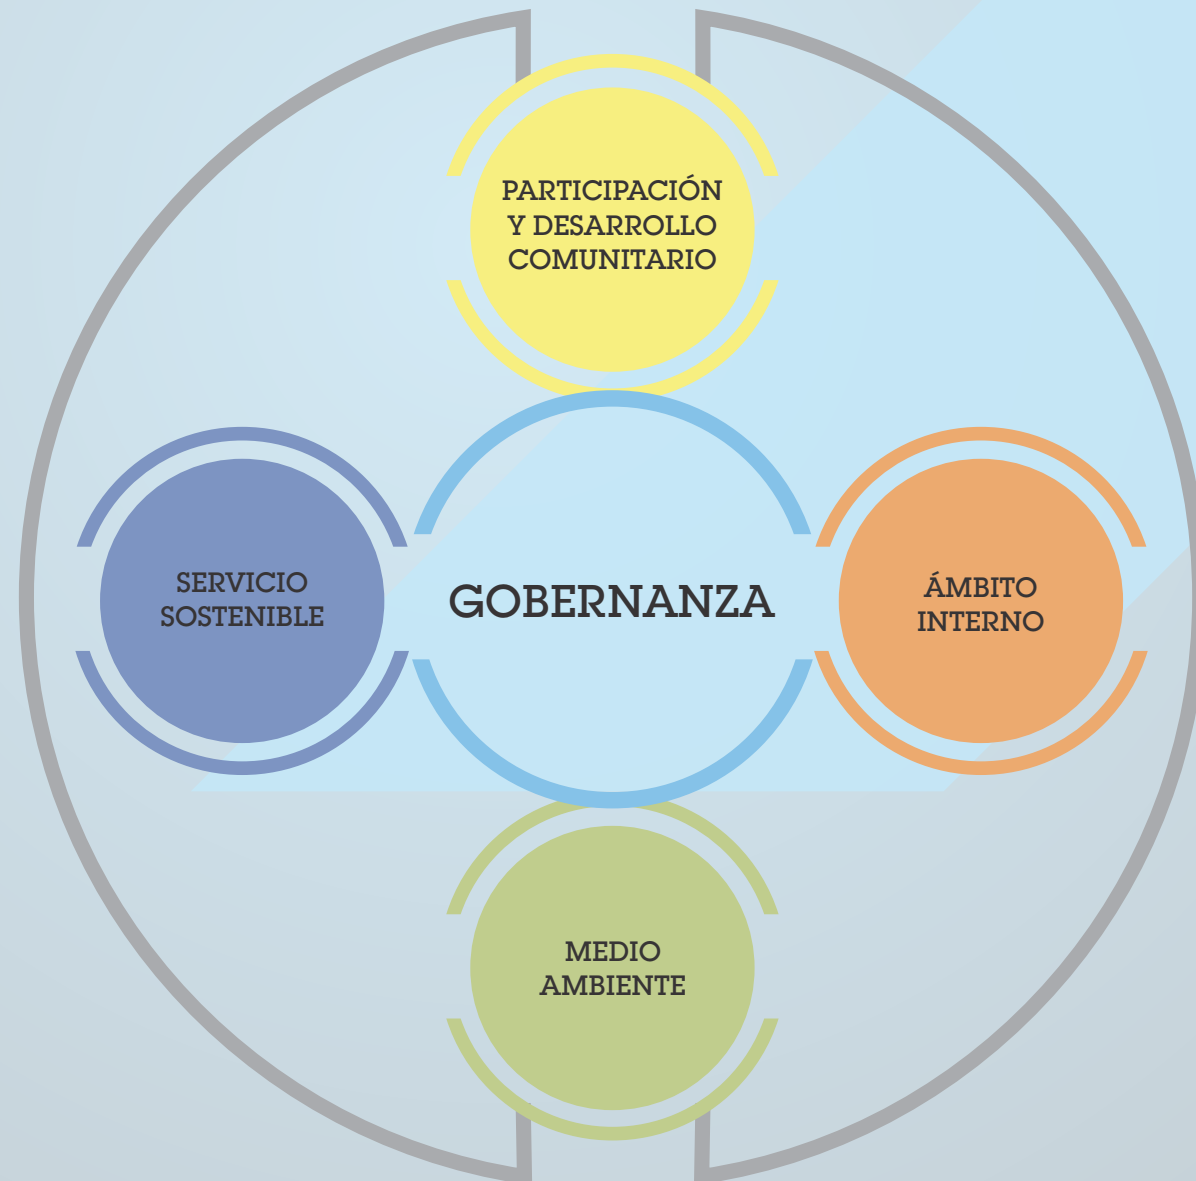 PARTICIPACIÓN
Y DESARROLLO
COMUNITARIO
SERVICIO
SOSTENIBLE
GOBERNANZA
ÁMBITO
INTERNO
MEDIO
AMBIENTE